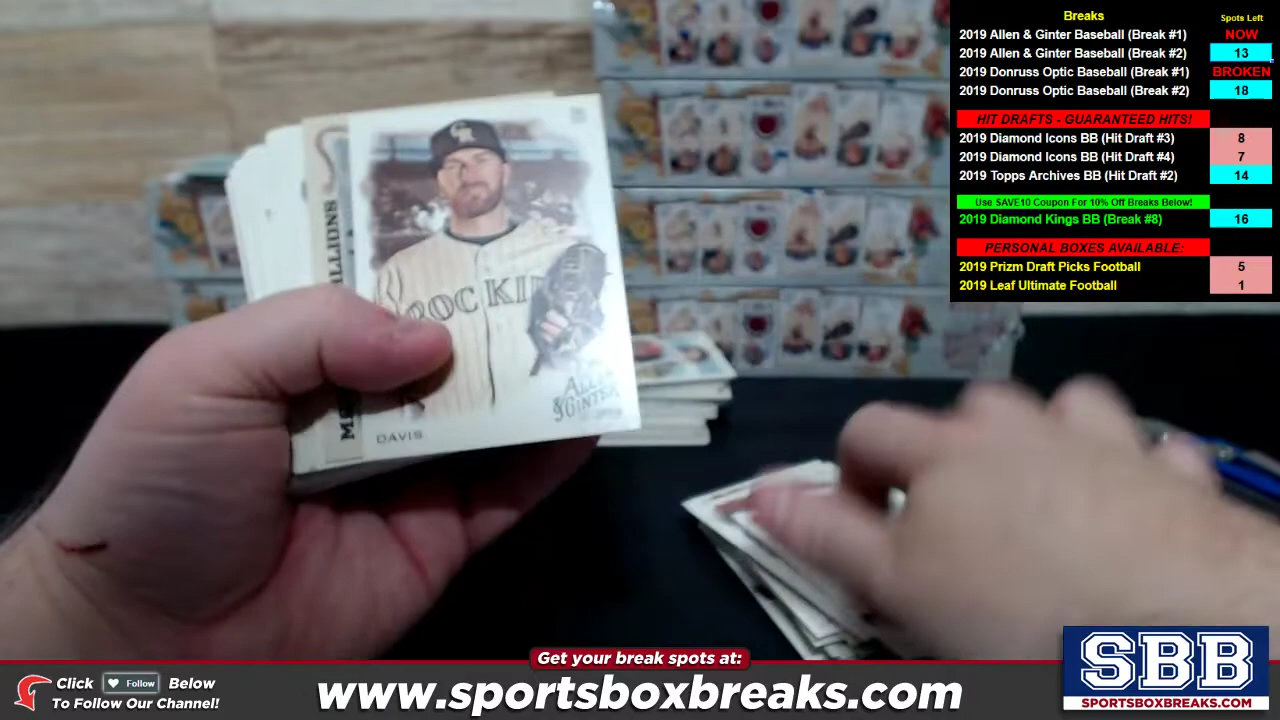 Breaks Spots Left
2019 Allen & Ginter Baseball (Break #1) NOW
2019 Allen & Ginter Baseball (Break #2) 13
2019 Donruss Optic Baseball (Break #1) BROKEN
2019 Donruss Optic Baseball (Break #2) 18
HIT DRAFTS - GUARANTEED HITS!
2019 Diamond Icons BB (Hit Draft #3) 8
2019 Diamond Icons BB (Hit Draft #4) 7
2019 Topps Archives BB (Hit Draft #2) 14
Use SAVE10 Coupon For 10% Off Breaks Below!
2019 Diamond Kings BB (Break #8) 16
PERSONAL BOXES AVAILABLE:
2019 Prizm Draft Picks Football 5
2019 Leaf Ultimate Football 1
CR
ROCKI
ALLEN
& GINTER
DAVIS
Get your break spots at:
Click Follow Below
To Follow Our Channel!
www.sportsboxbreaks.com
SBB
SPORTSBOXBREAKS.COM